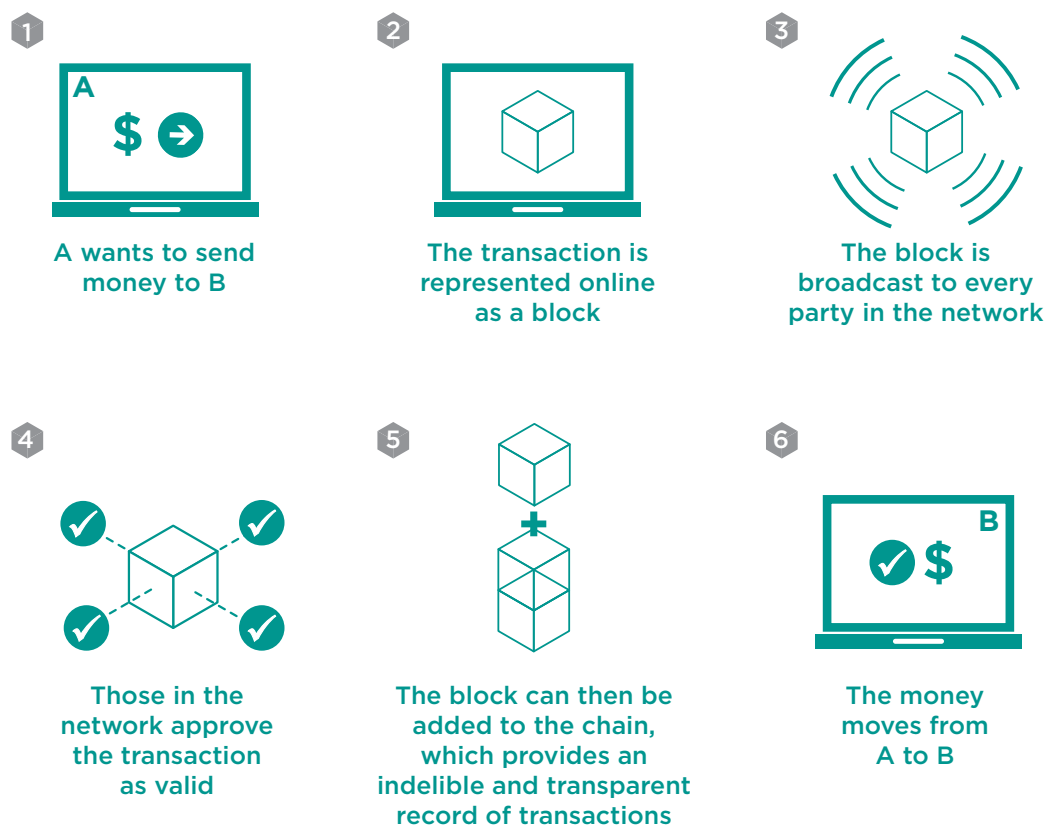 1
A
$
A wants to send
money to B
2
The transaction is
represented online
as a block
3
The block is
broadcast to every
party in the network
4
Those in the
network approve
the transaction
as valid
5
The block can then be
added to the chain,
which provides an
indelible and transparent
record of transactions
6
B
$
The money
moves from
A to B